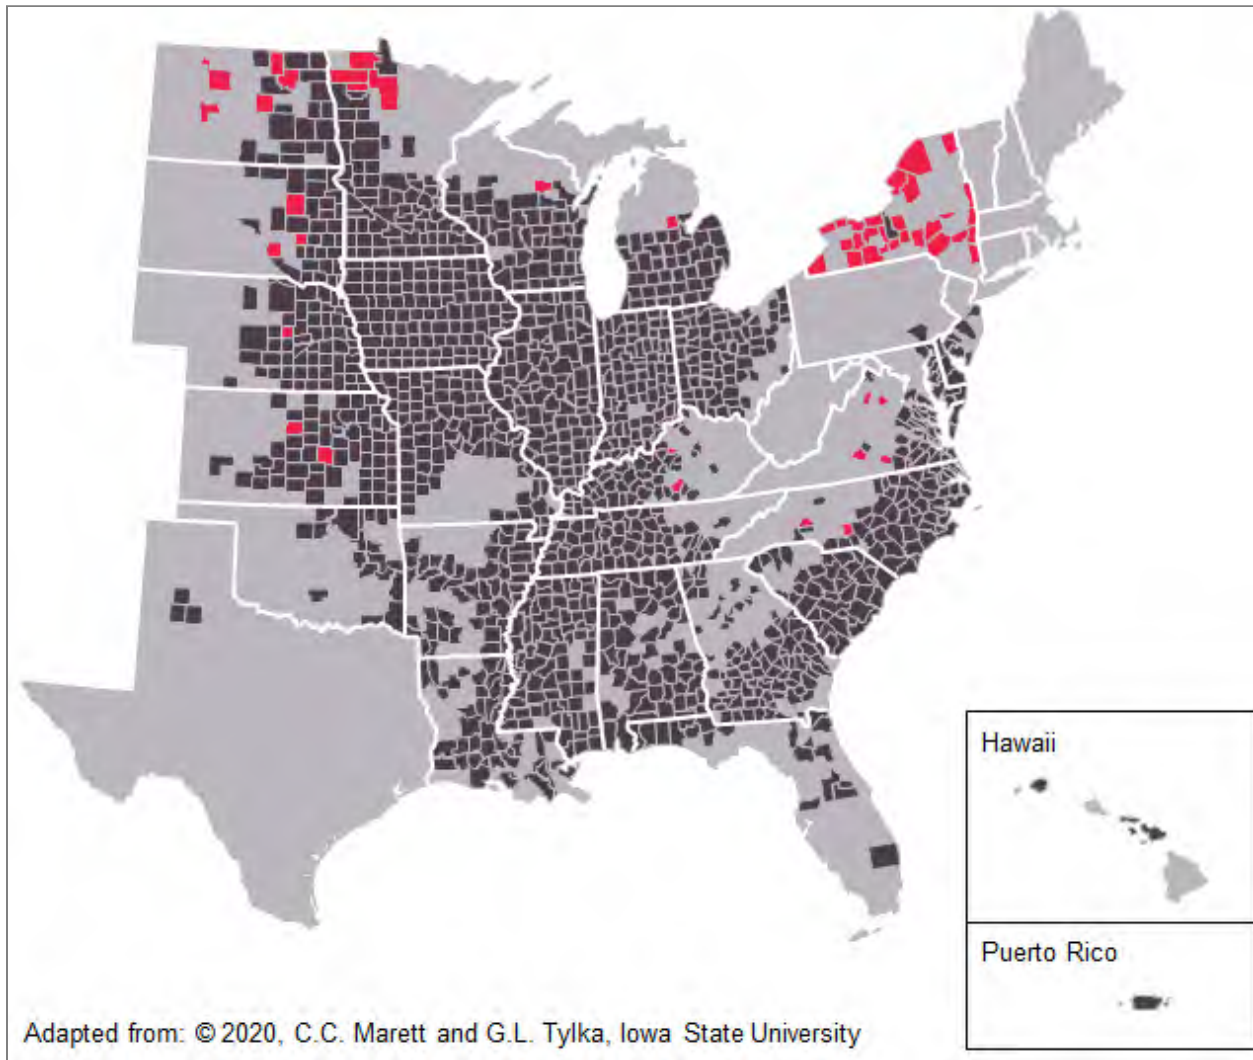 Hawaii
Puerto Rico
Adapted from: © 2020, C.C. Marett and G.L. Tylka, Iowa State University